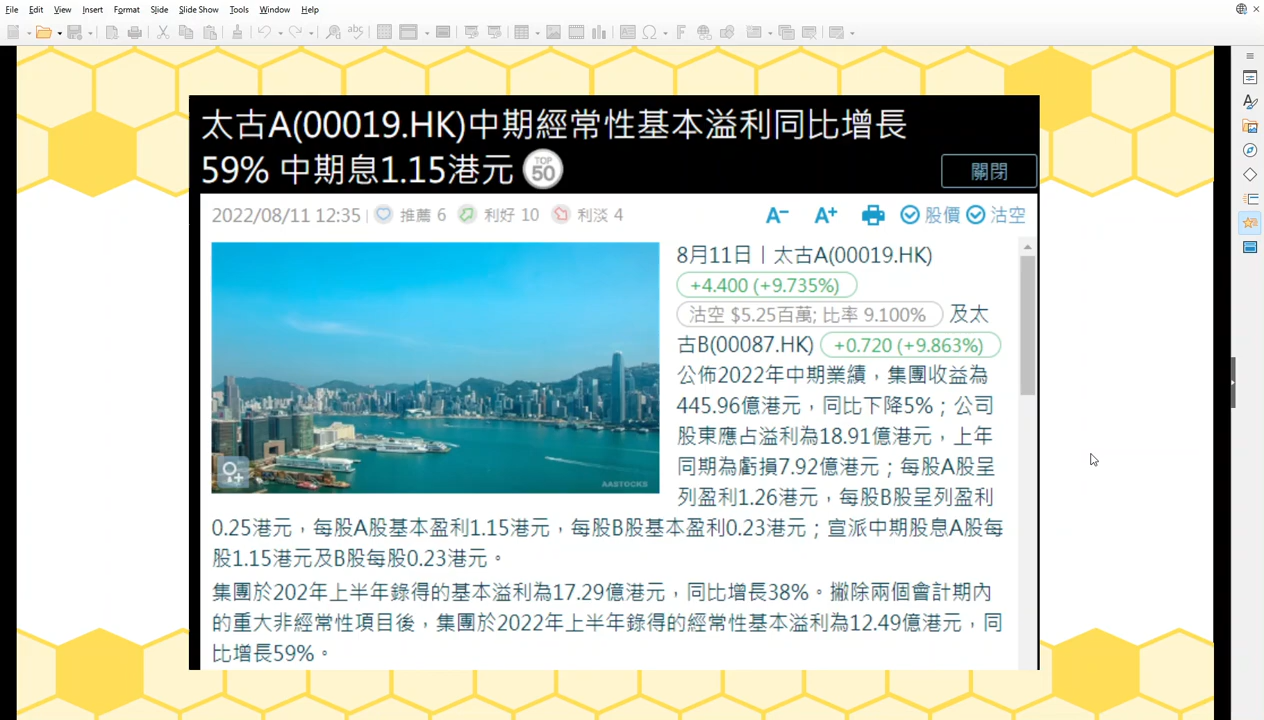 File Edit View Insert Format Slide Slide Show Tools Window Help
太古A(00019.HK)中期經常性基本溢利同比增長
59% 中期息1.15港元 TOP 50
關閉
2022/08/11 12:35 | 推薦 6 利好 10 利淡 4 A− A+ 股價 沽空
8月11日丨太古A(00019.HK)
+4.400 (+9.735%)
沽空 $5.25百萬; 比率 9.100% 及太
古B(00087.HK) +0.720 (+9.863%)
公佈2022年中期業績，集團收益為
445.96億港元，同比下降5%；公司
股東應占溢利為18.91億港元，上年
同期為虧損7.92億港元；每股A股呈
列盈利1.26港元，每股B股呈列盈利
AASTOCKS
0.25港元，每股A股基本盈利1.15港元，每股B股基本盈利0.23港元；宣派中期股息A股每
股1.15港元及B股每股0.23港元。
集團於202年上半年錄得的基本溢利為17.29億港元，同比增長38%。撇除兩個會計期內
的重大非經常性項目後，集團於2022年上半年錄得的經常性基本溢利為12.49億港元，同
比增長59%。